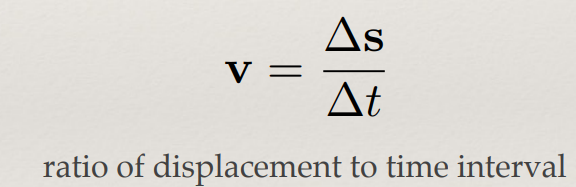 v = Δs / Δt
ratio of displacement to time interval